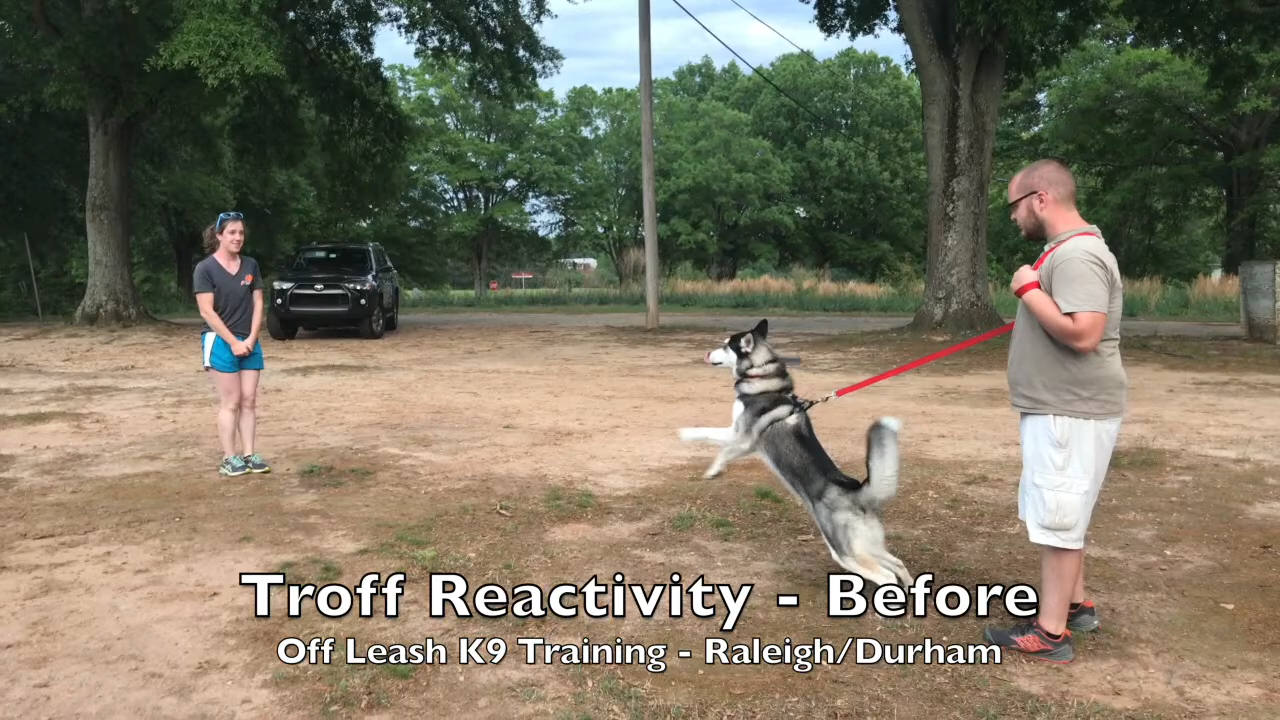 Troff Reactivity - Before
Off Leash K9 Training - Raleigh/Durham